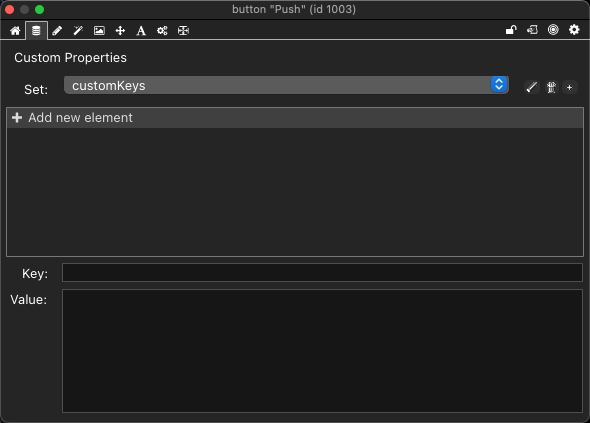 button "Push" (id 1003)
Custom Properties
Set: customKeys
Add new element
Key:
Value: